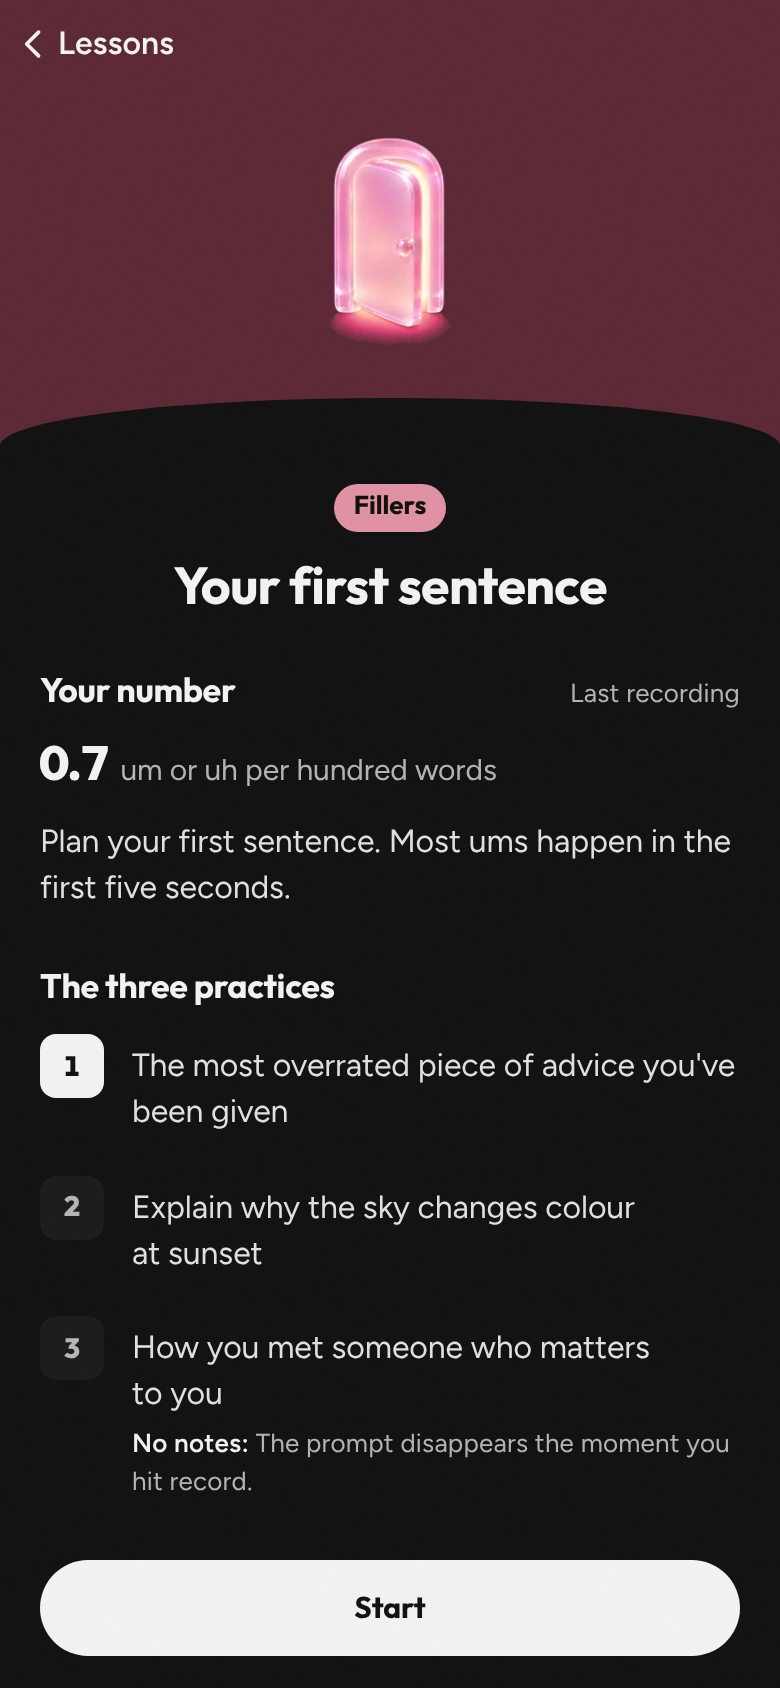 Lessons
Fillers
Your first sentence
Your number
Last recording
0.7 um or uh per hundred words
Plan your first sentence. Most ums happen in the
first five seconds.
The three practices
1
The most overrated piece of advice you've
been given
2
Explain why the sky changes colour
at sunset
3
How you met someone who matters
to you
No notes: The prompt disappears the moment you
hit record.
Start